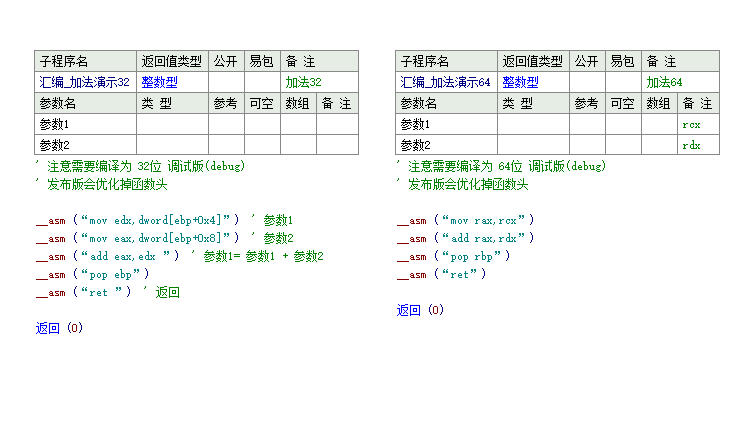 子程序名 返回值类型 公开 易包 备 注
汇编_加法演示32 整数型 加法32
参数名 类 型 参考 可空 数组 备 注
参数1
参数2
' 注意需要编译为 32位 调试版(debug)
' 发布版会优化掉函数头
__asm (“mov edx,dword[ebp+0x4]”) ' 参数1
__asm (“mov eax,dword[ebp+0x8]”) ' 参数2
__asm (“add eax,edx ”) ' 参数1= 参数1 + 参数2
__asm (“pop ebp”)
__asm (“ret ”) ' 返回
返回 (0)
子程序名 返回值类型 公开 易包 备 注
汇编_加法演示64 整数型 加法64
参数名 类 型 参考 可空 数组 备 注
参数1 rcx
参数2 rdx
' 注意需要编译为 64位 调试版(debug)
' 发布版会优化掉函数头
__asm (“mov rax,rcx”)
__asm (“add rax,rdx”)
__asm (“pop rbp”)
__asm (“ret”)
返回 (0)